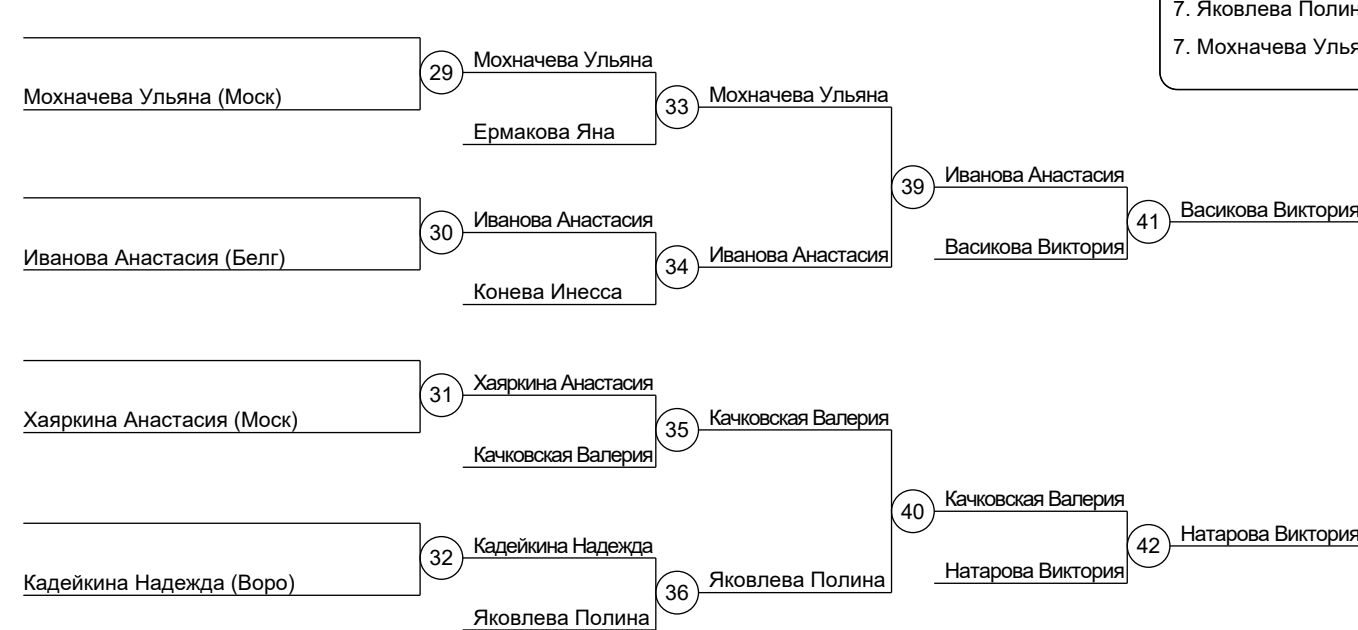 7. Яковлева Полин
7. Мохначева Улья
29
Мохначева Ульяна
Мохначева Ульяна (Моск)
33
Мохначева Ульяна
Ермакова Яна
39
Иванова Анастасия
30
Иванова Анастасия
41
Васикова Виктория
Иванова Анастасия (Белг)
34
Иванова Анастасия
Васикова Виктория
Конева Инесса
31
Хаяркина Анастасия
Хаяркина Анастасия (Моск)
35
Качковская Валерия
Качковская Валерия
40
Качковская Валерия
32
Кадейкина Надежда
42
Натарова Виктория
Кадейкина Надежда (Воро)
36
Яковлева Полина
Натарова Виктория
Яковлева Полина